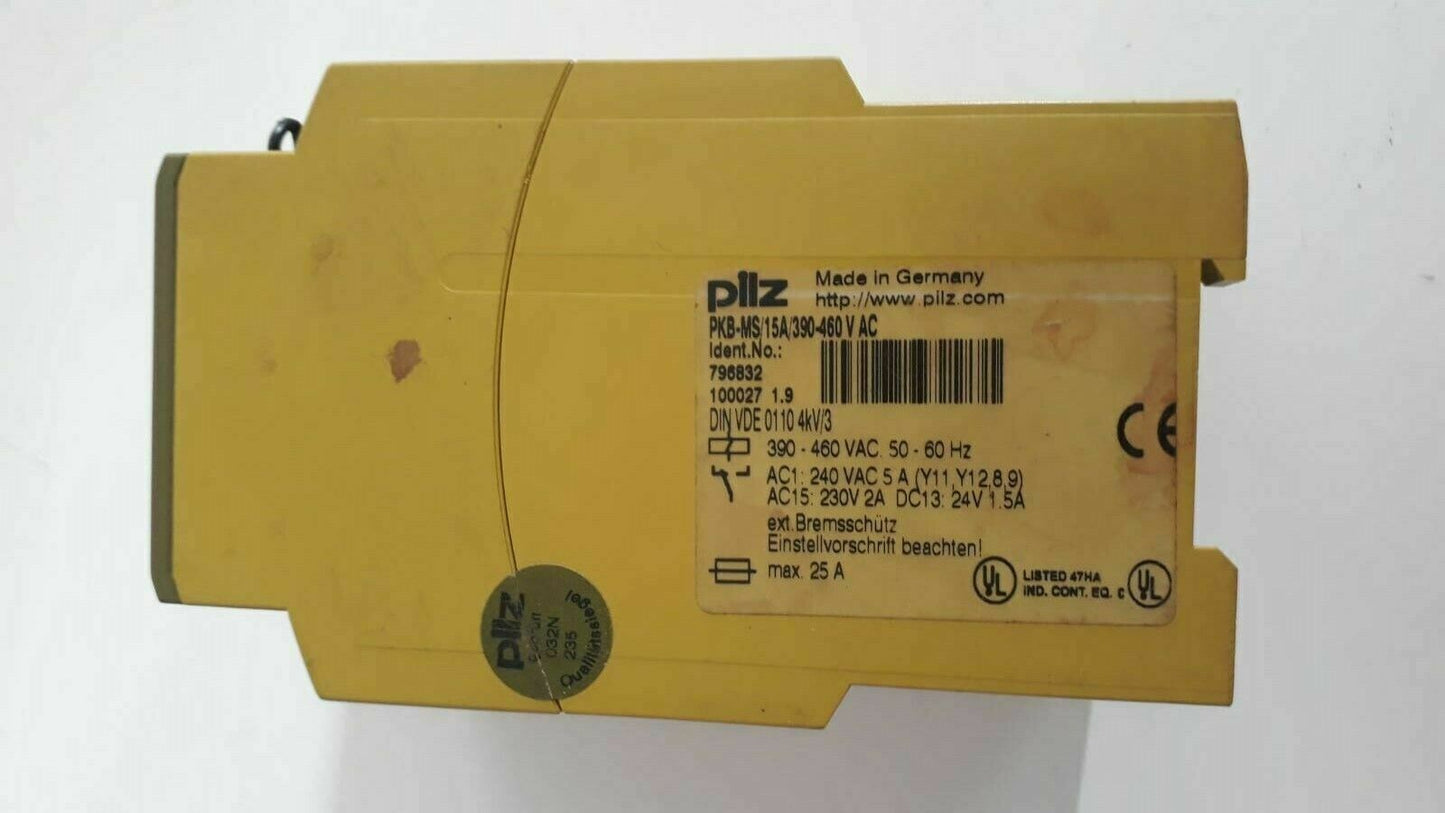 pilz
Made in Germany
http://www.pilz.com
PKB-MS/15A/390-460 V AC
Ident.No.:
796832
100027 1.9
DIN VDE 0110 4kV/3
390 - 460 VAC. 50 - 60 Hz
AC1: 240 VAC 5 A (Y11,Y12,8,9)
AC15: 230V 2A DC13: 24V 1.5A
ext.Bremsschütz
Einstellvorschrift beachten!
max. 25 A
CE
UL
LISTED 47HA
IND. CONT. EQ. C
UL
pilz
032N
235
Qualitätssiegel